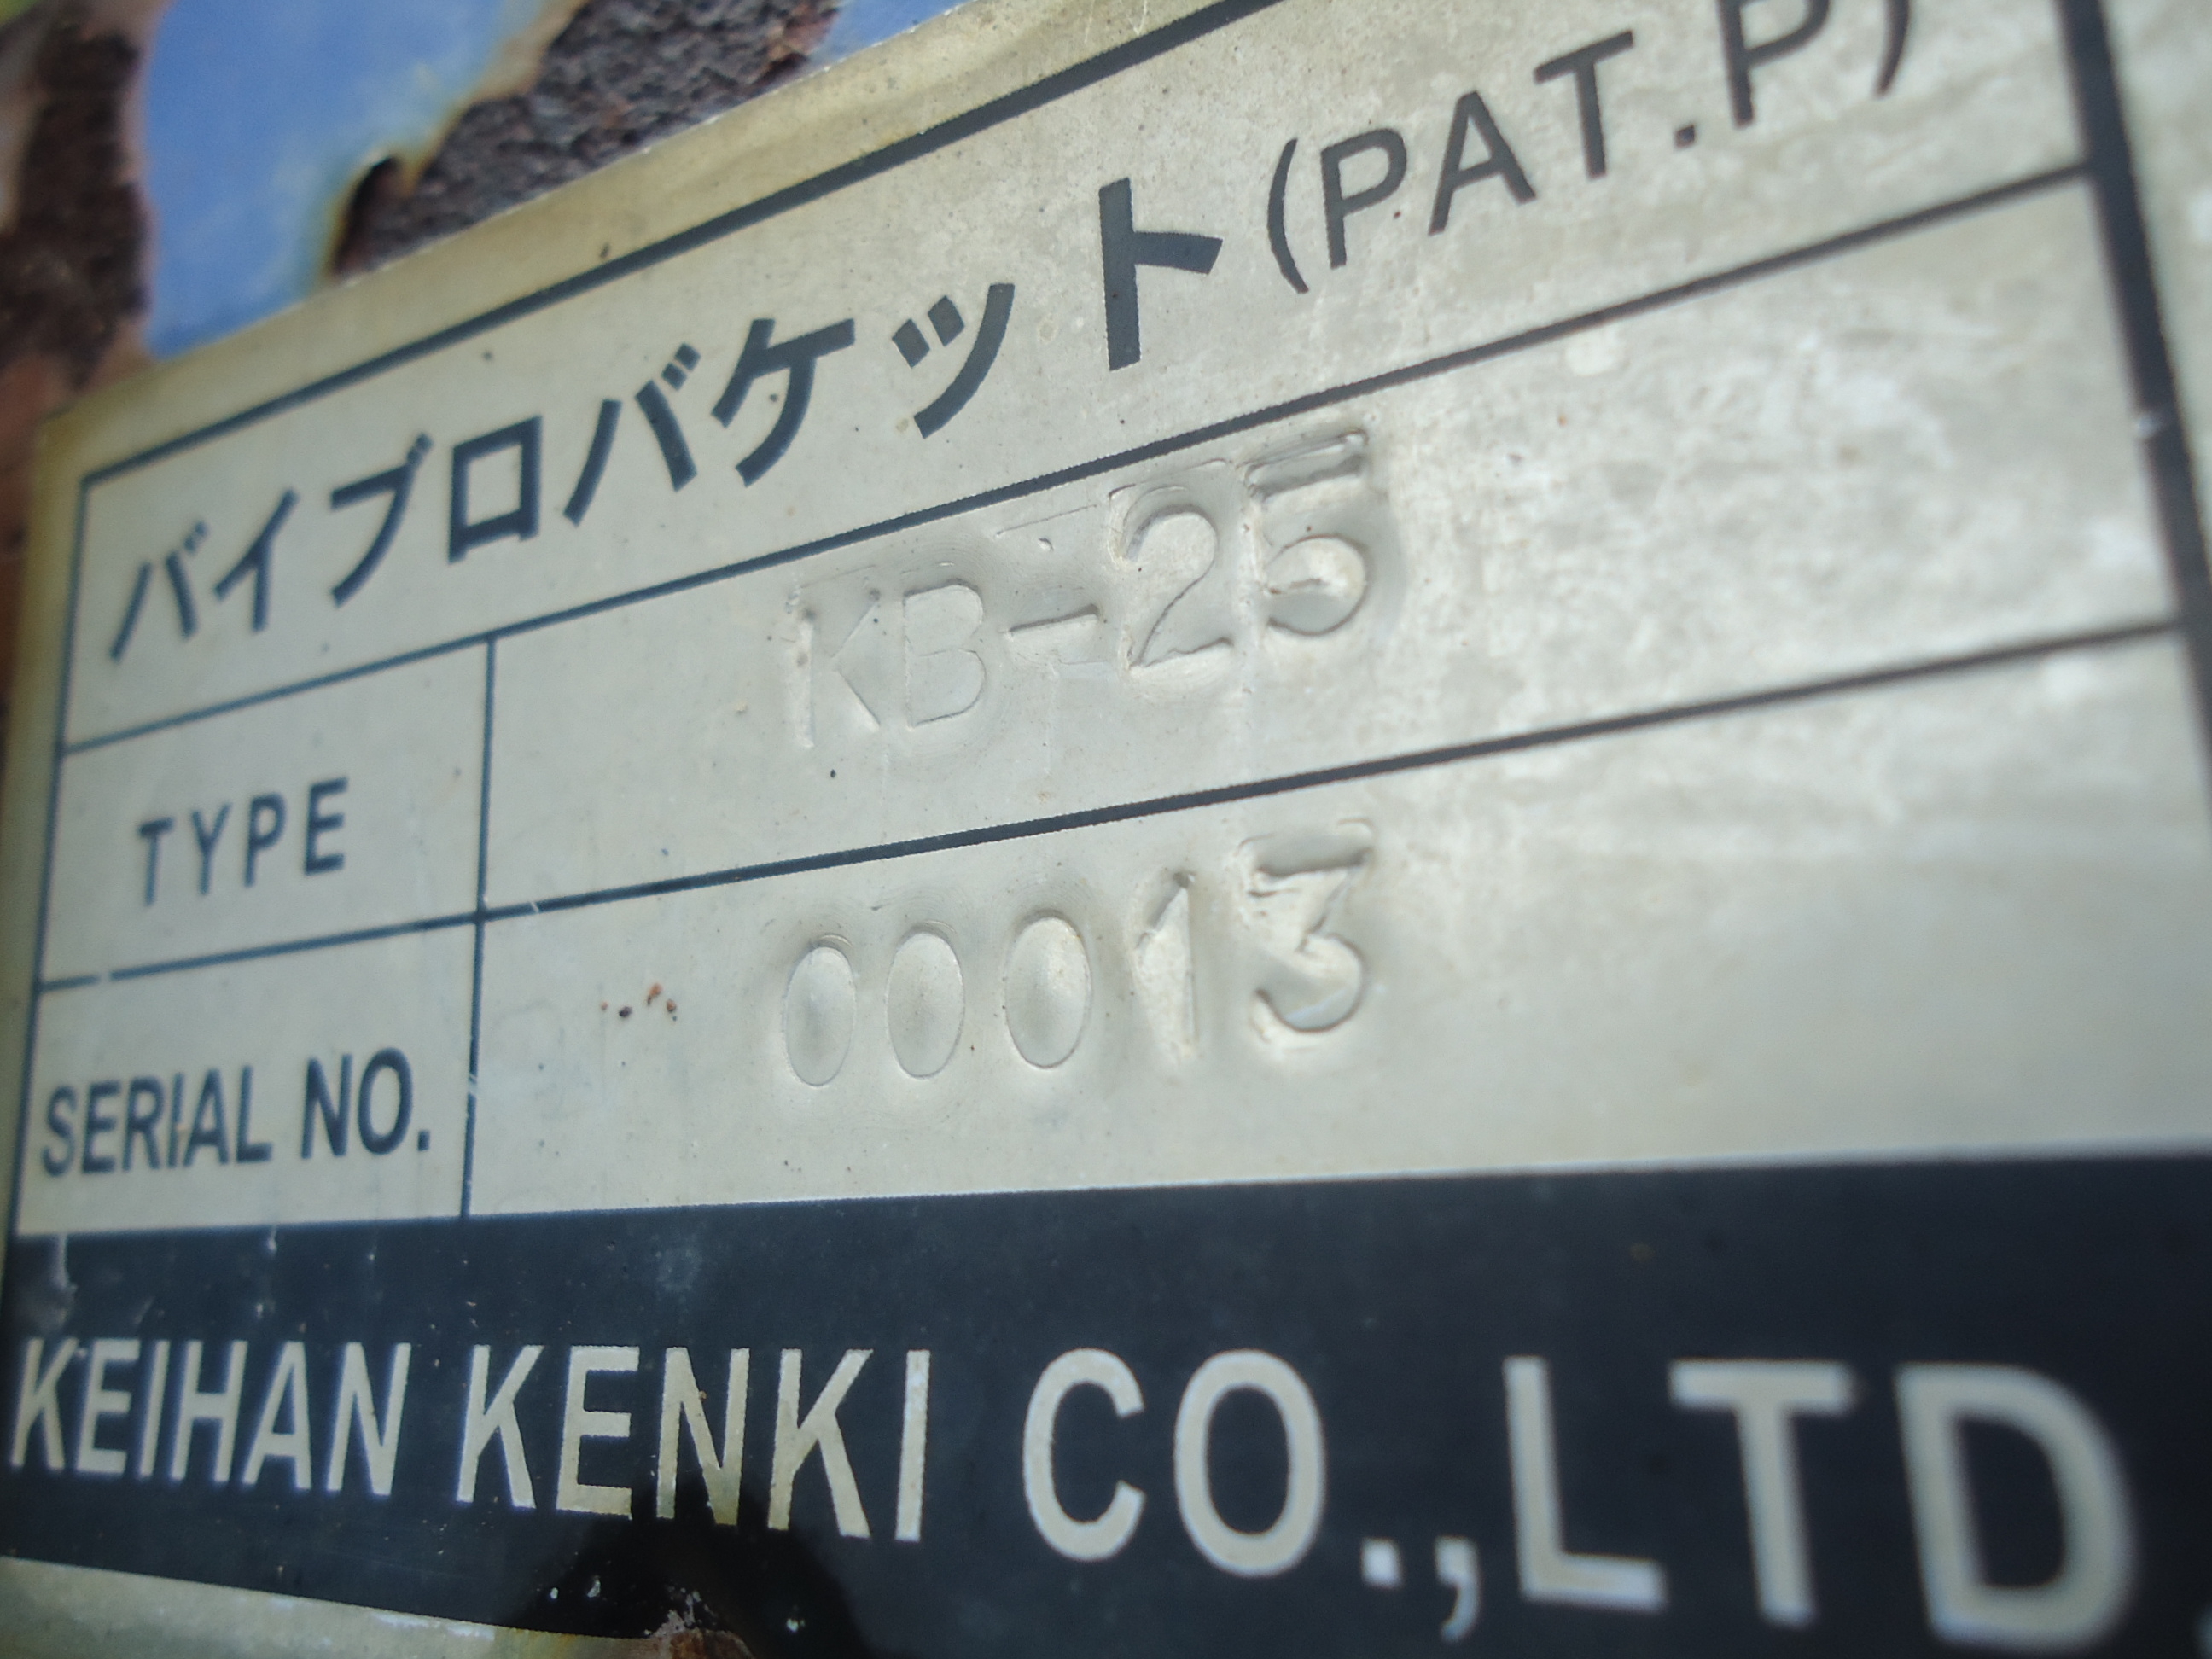 バイブロバケット (PAT.P)
TYPE KB-25
SERIAL NO. 00013
KEIHAN KENKI CO.,LTD.